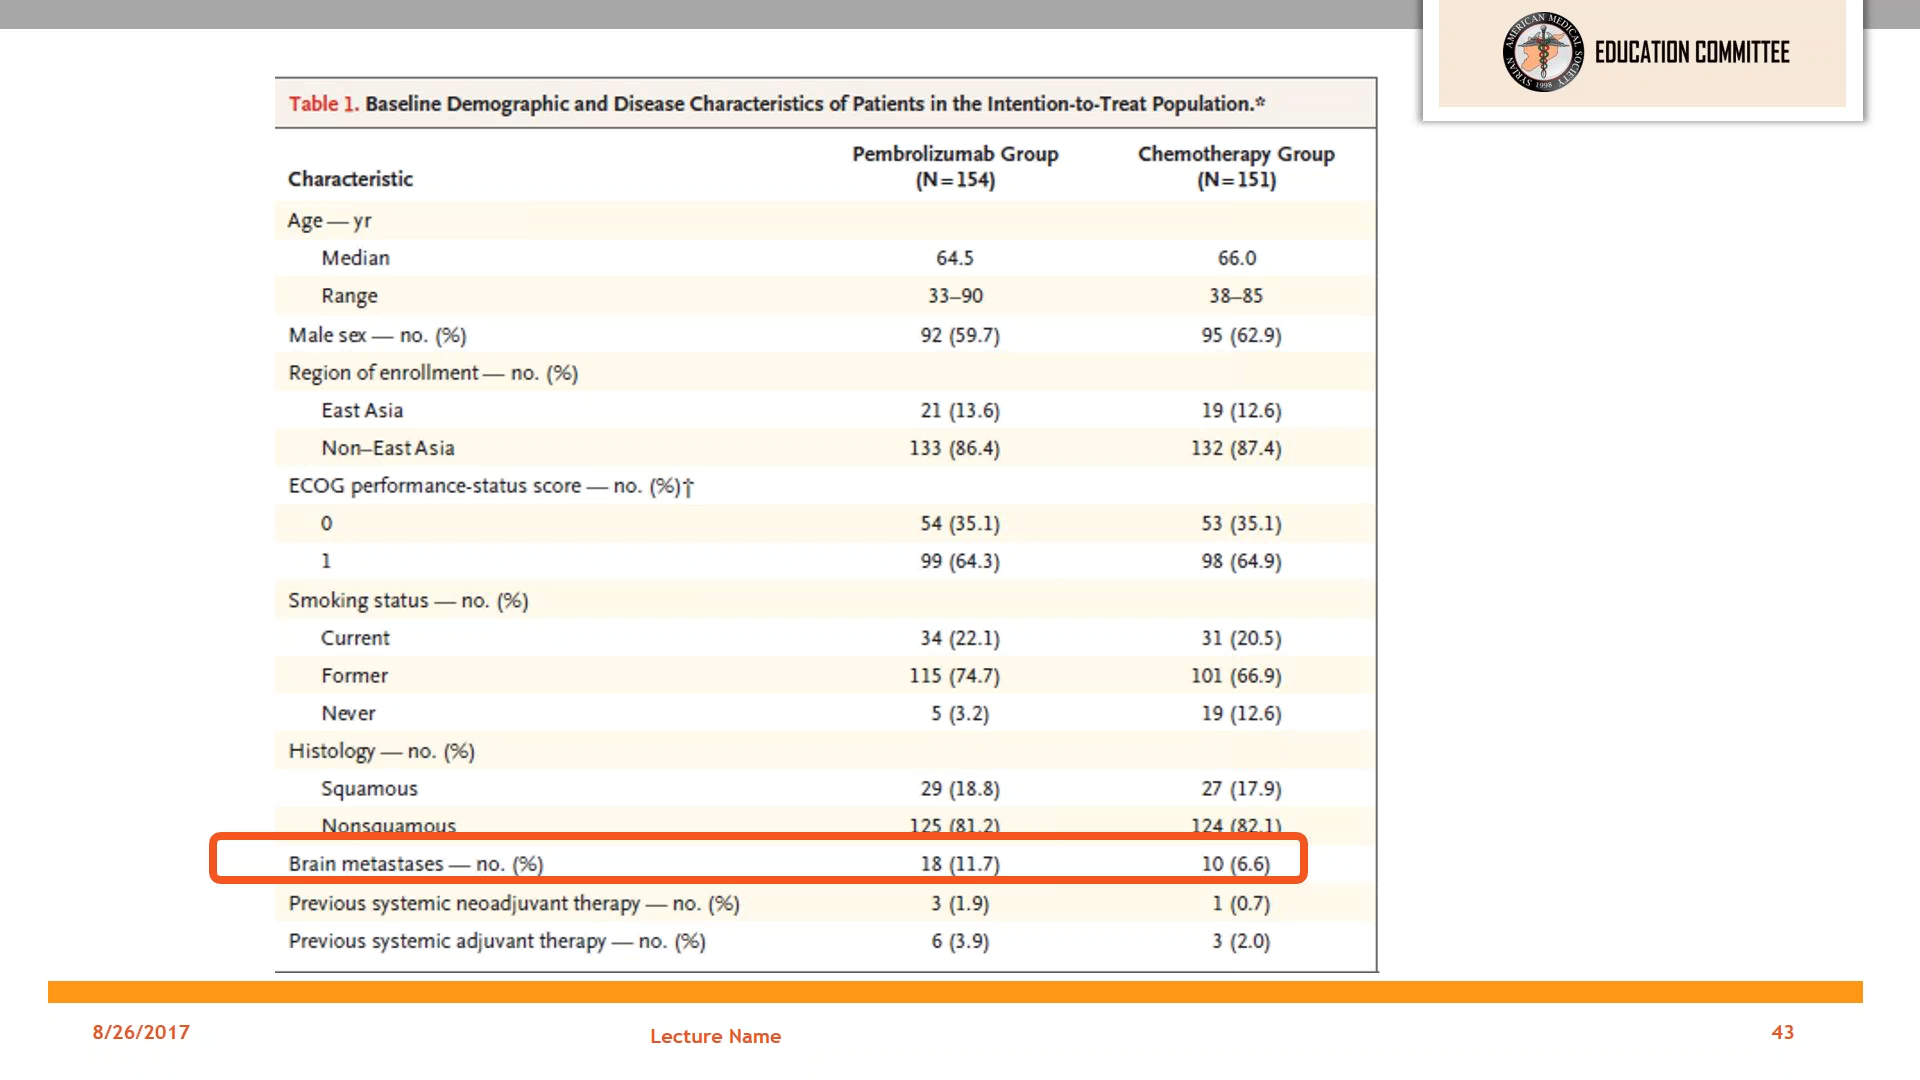 AMERICAN MEDICAL SOCIETY
SYRIAN
1998
EDUCATION COMMITTEE
Table 1. Baseline Demographic and Disease Characteristics of Patients in the Intention-to-Treat Population.*
Characteristic
Pembrolizumab Group
(N=154)
Chemotherapy Group
(N=151)
Age — yr
Median 64.5 66.0
Range 33–90 38–85
Male sex — no. (%) 92 (59.7) 95 (62.9)
Region of enrollment — no. (%)
East Asia 21 (13.6) 19 (12.6)
Non–East Asia 133 (86.4) 132 (87.4)
ECOG performance-status score — no. (%)†
0 54 (35.1) 53 (35.1)
1 99 (64.3) 98 (64.9)
Smoking status — no. (%)
Current 34 (22.1) 31 (20.5)
Former 115 (74.7) 101 (66.9)
Never 5 (3.2) 19 (12.6)
Histology — no. (%)
Squamous 29 (18.8) 27 (17.9)
Nonsquamous 125 (81.2) 124 (82.1)
Brain metastases — no. (%) 18 (11.7) 10 (6.6)
Previous systemic neoadjuvant therapy — no. (%) 3 (1.9) 1 (0.7)
Previous systemic adjuvant therapy — no. (%) 6 (3.9) 3 (2.0)
8/26/2017
Lecture Name
43